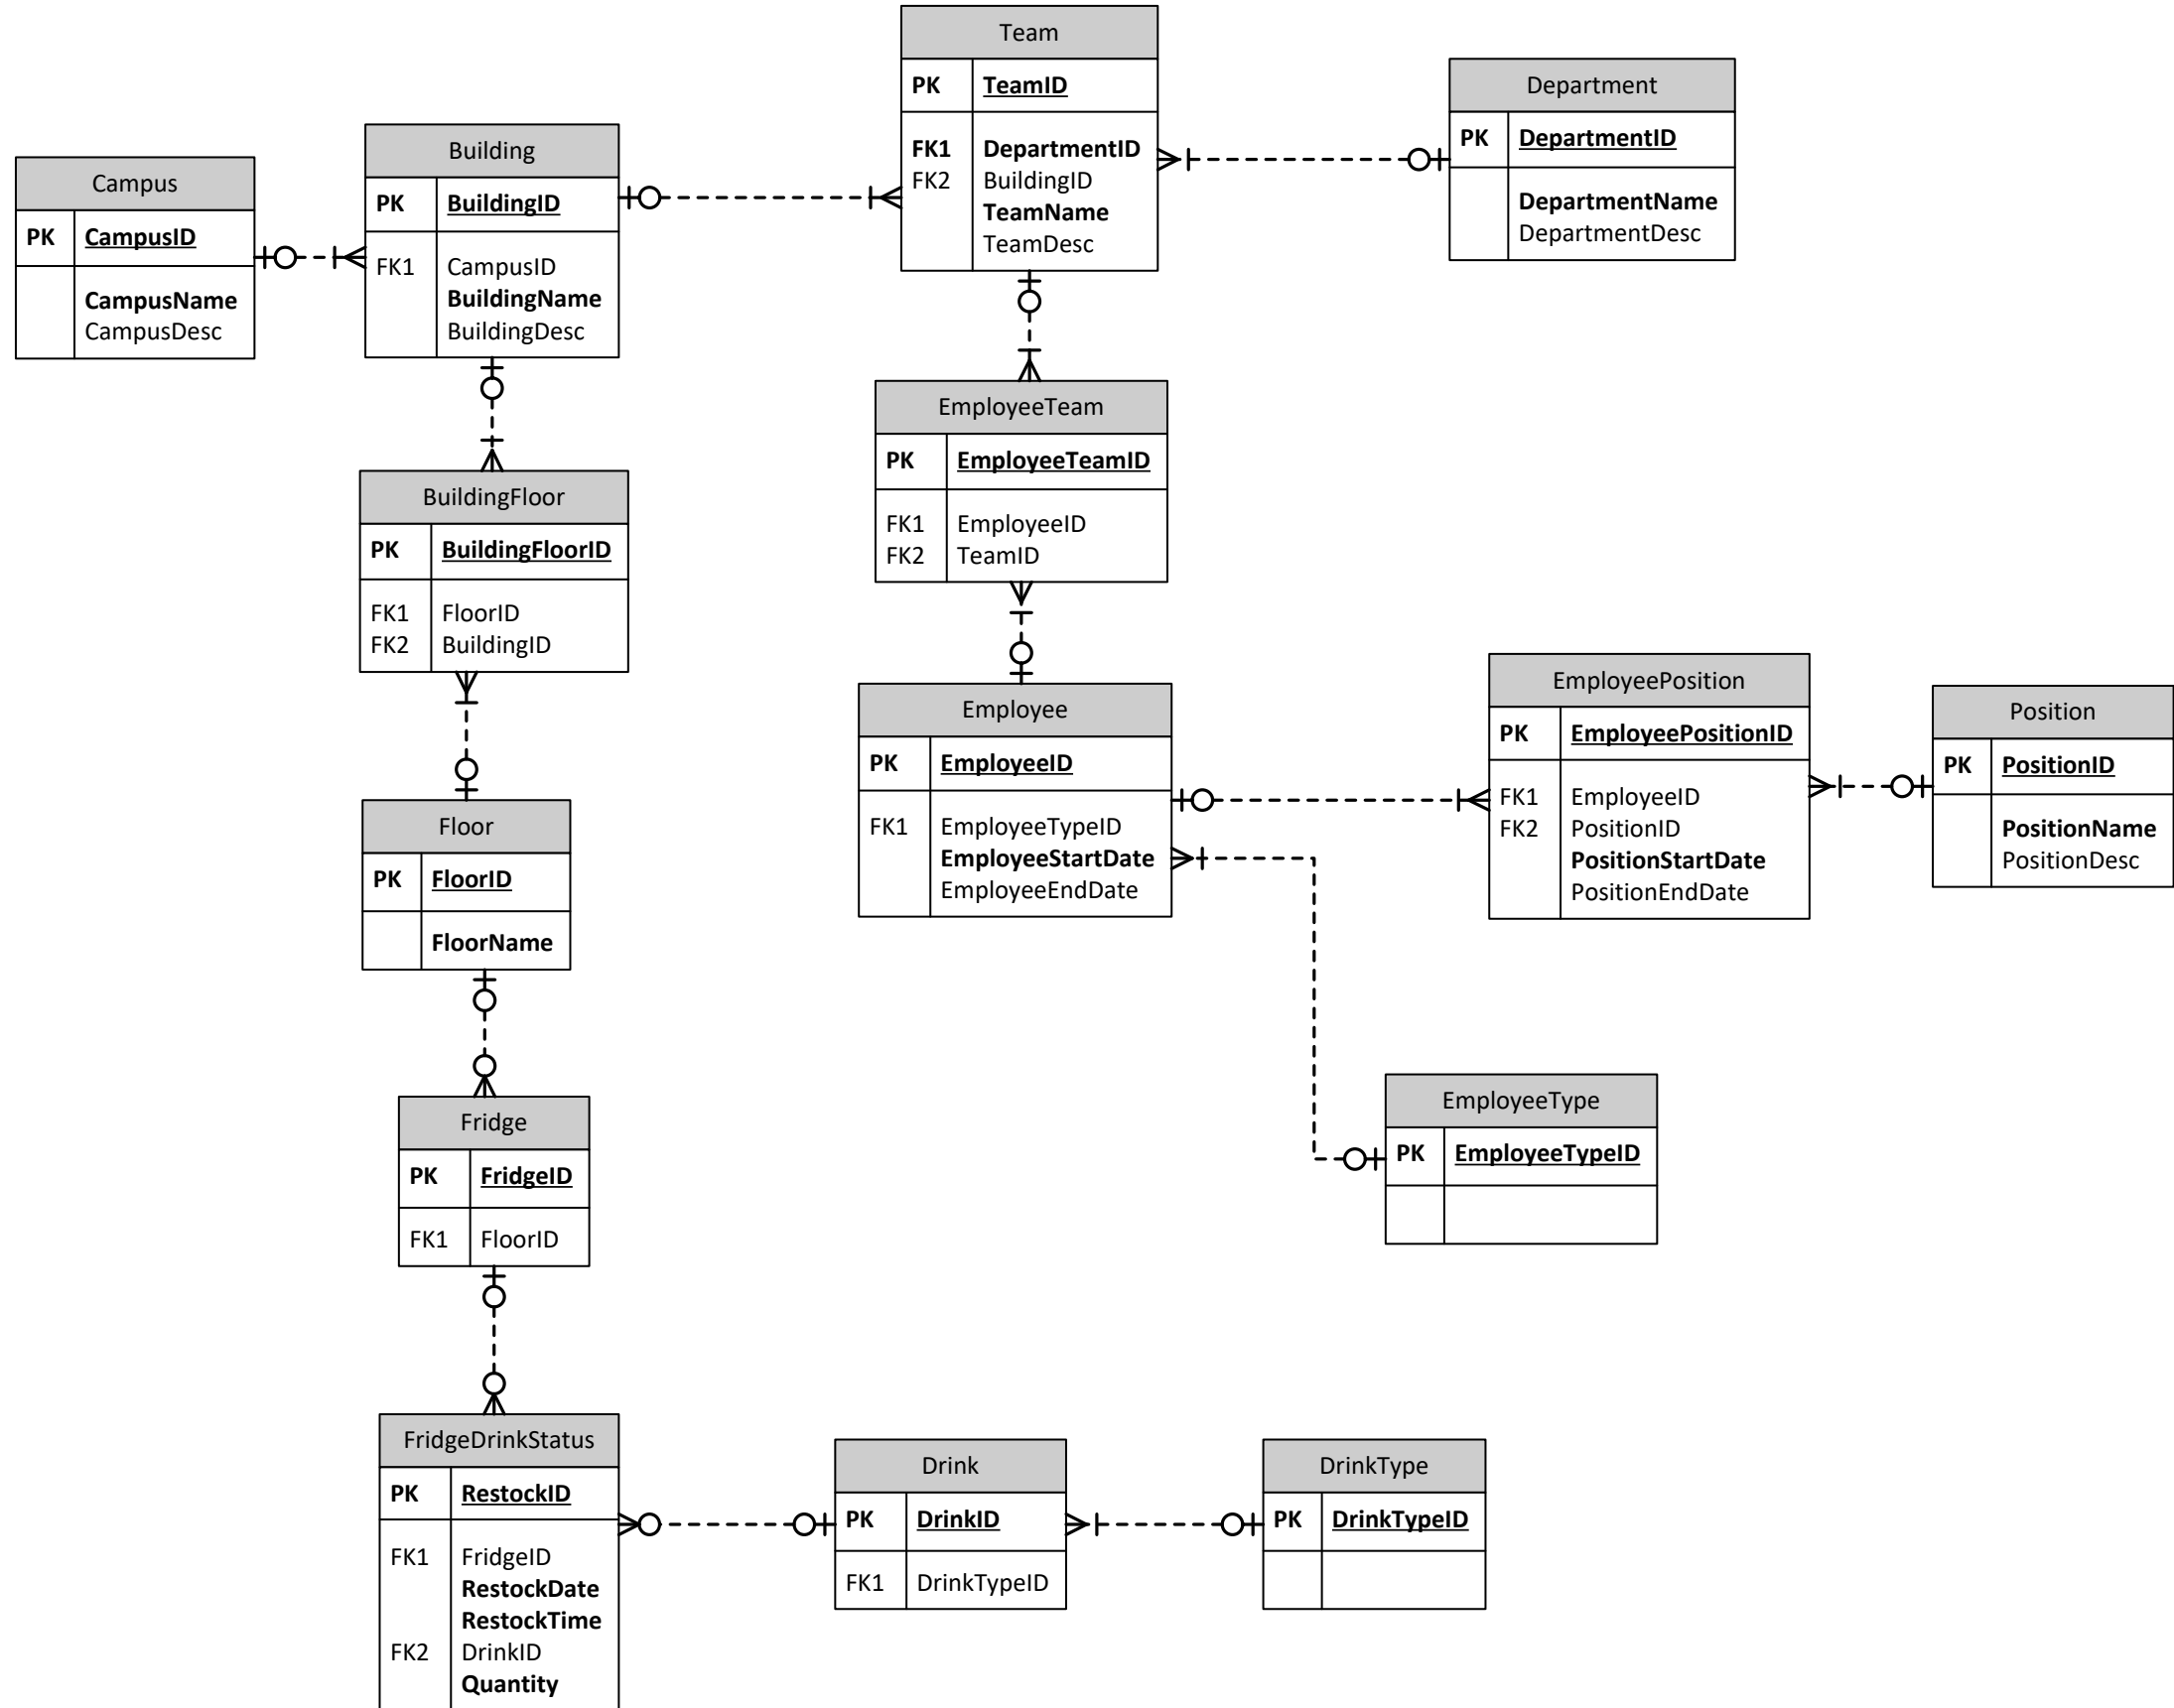 Team
PK TeamID
FK1 DepartmentID
FK2 BuildingID
TeamName
TeamDesc
Department
PK DepartmentID
DepartmentName
DepartmentDesc
Building
PK BuildingID
FK1 CampusID
BuildingName
BuildingDesc
Campus
PK CampusID
CampusName
CampusDesc
EmployeeTeam
PK EmployeeTeamID
FK1 EmployeeID
FK2 TeamID
BuildingFloor
PK BuildingFloorID
FK1 FloorID
FK2 BuildingID
Employee
PK EmployeeID
FK1 EmployeeTypeID
EmployeeStartDate
EmployeeEndDate
EmployeePosition
PK EmployeePositionID
FK1 EmployeeID
FK2 PositionID
PositionStartDate
PositionEndDate
Position
PK PositionID
PositionName
PositionDesc
Floor
PK FloorID
FloorName
Fridge
PK FridgeID
FK1 FloorID
EmployeeType
PK EmployeeTypeID
FridgeDrinkStatus
PK RestockID
FK1 FridgeID
RestockDate
RestockTime
FK2 DrinkID
Quantity
Drink
PK DrinkID
FK1 DrinkTypeID
DrinkType
PK DrinkTypeID